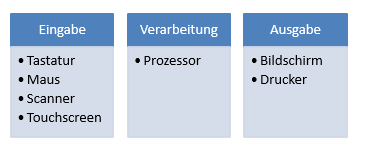 Eingabe
• Tastatur
• Maus
• Scanner
• Touchscreen
Verarbeitung
• Prozessor
Ausgabe
• Bildschirm
• Drucker